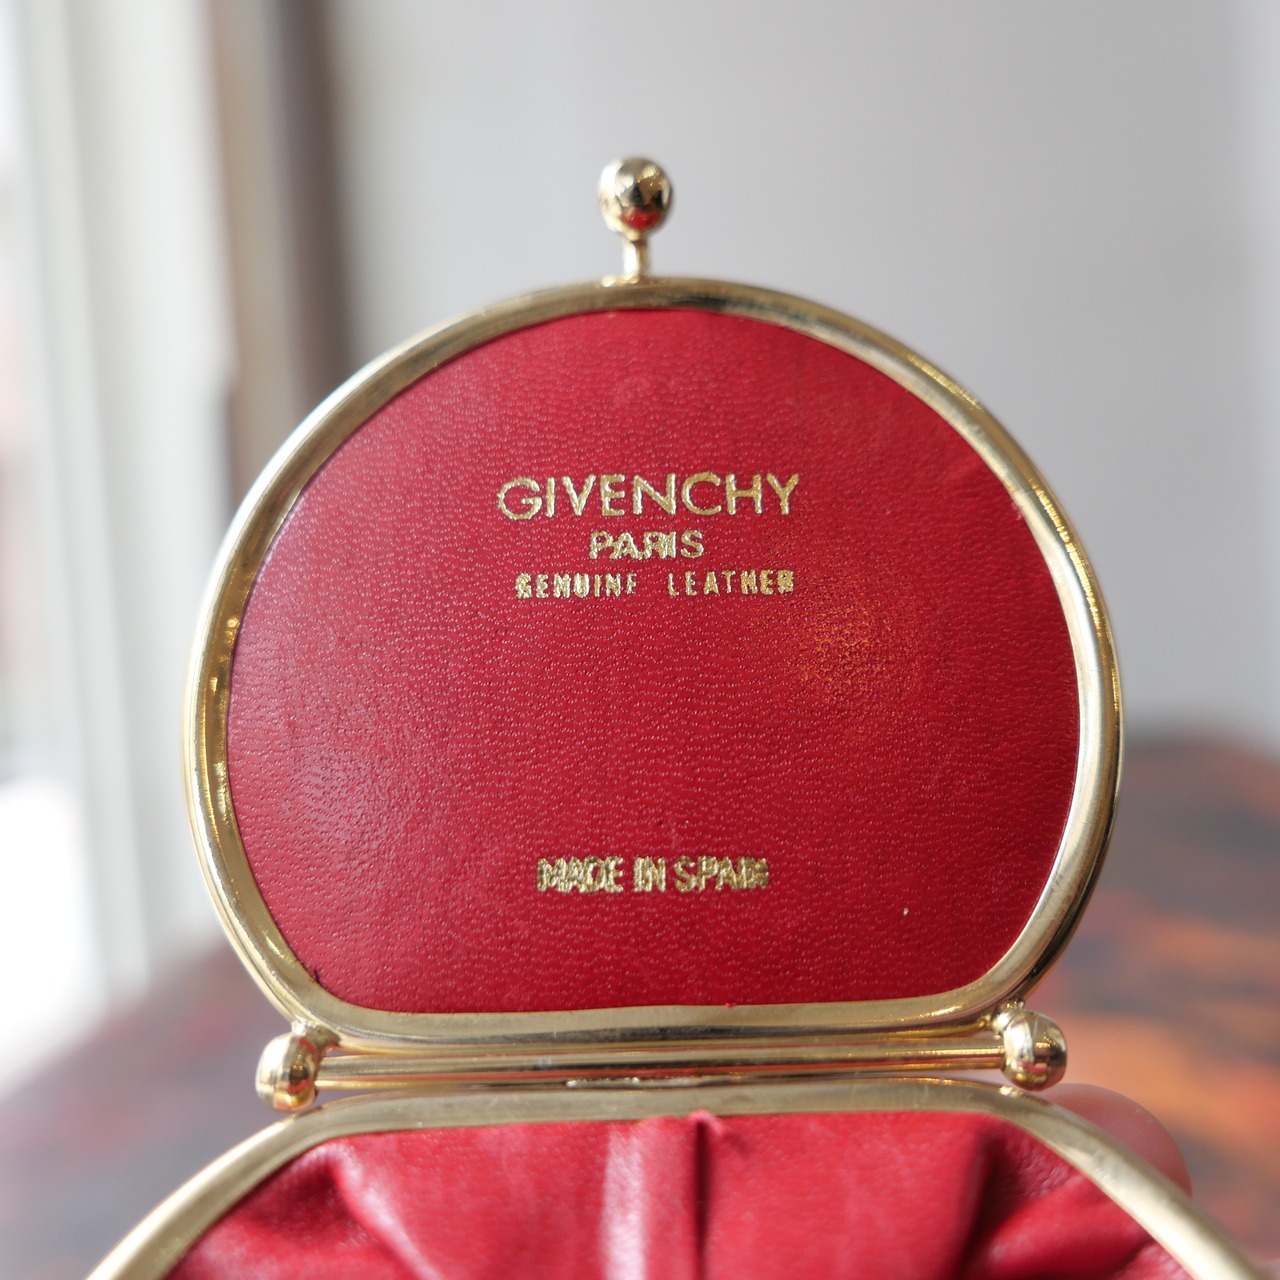 GIVENCHY
PARIS
GENUINE LEATHER
MADE IN SPAIN